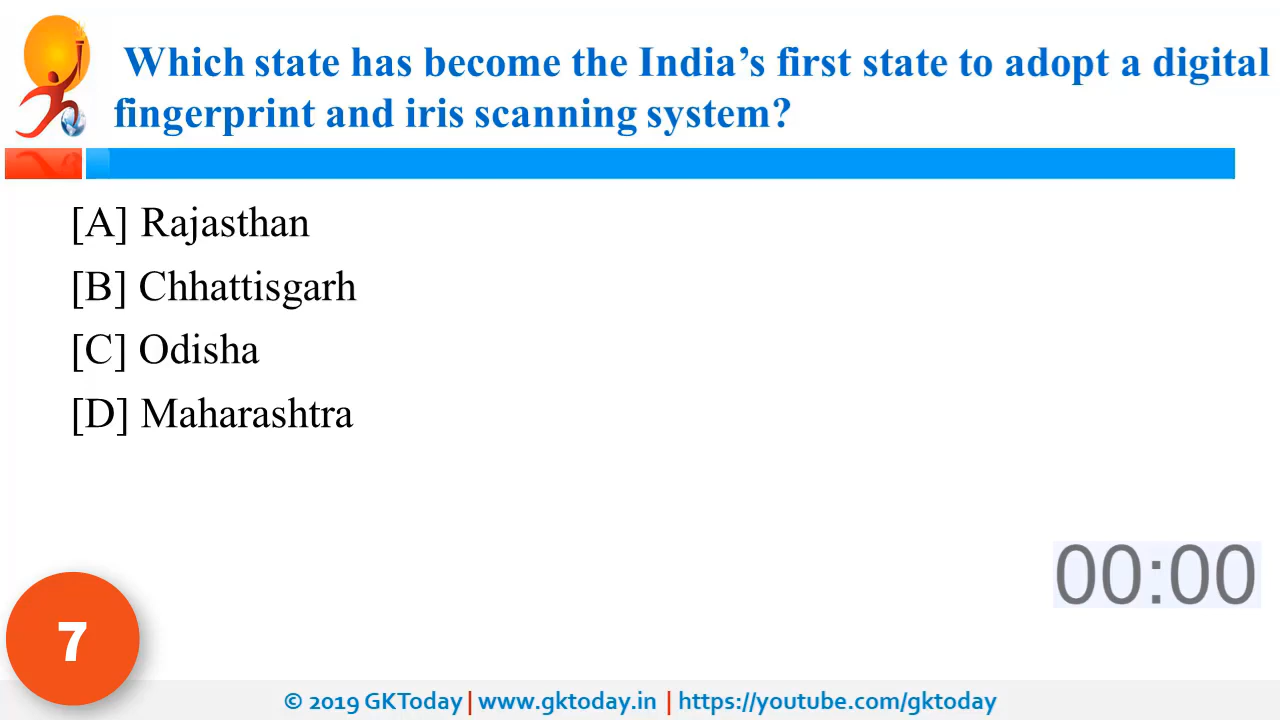 Which state has become the India’s first state to adopt a digital
fingerprint and iris scanning system?
[A] Rajasthan
[B] Chhattisgarh
[C] Odisha
[D] Maharashtra
00:00
7
© 2019 GKToday | www.gktoday.in | https://youtube.com/gktoday